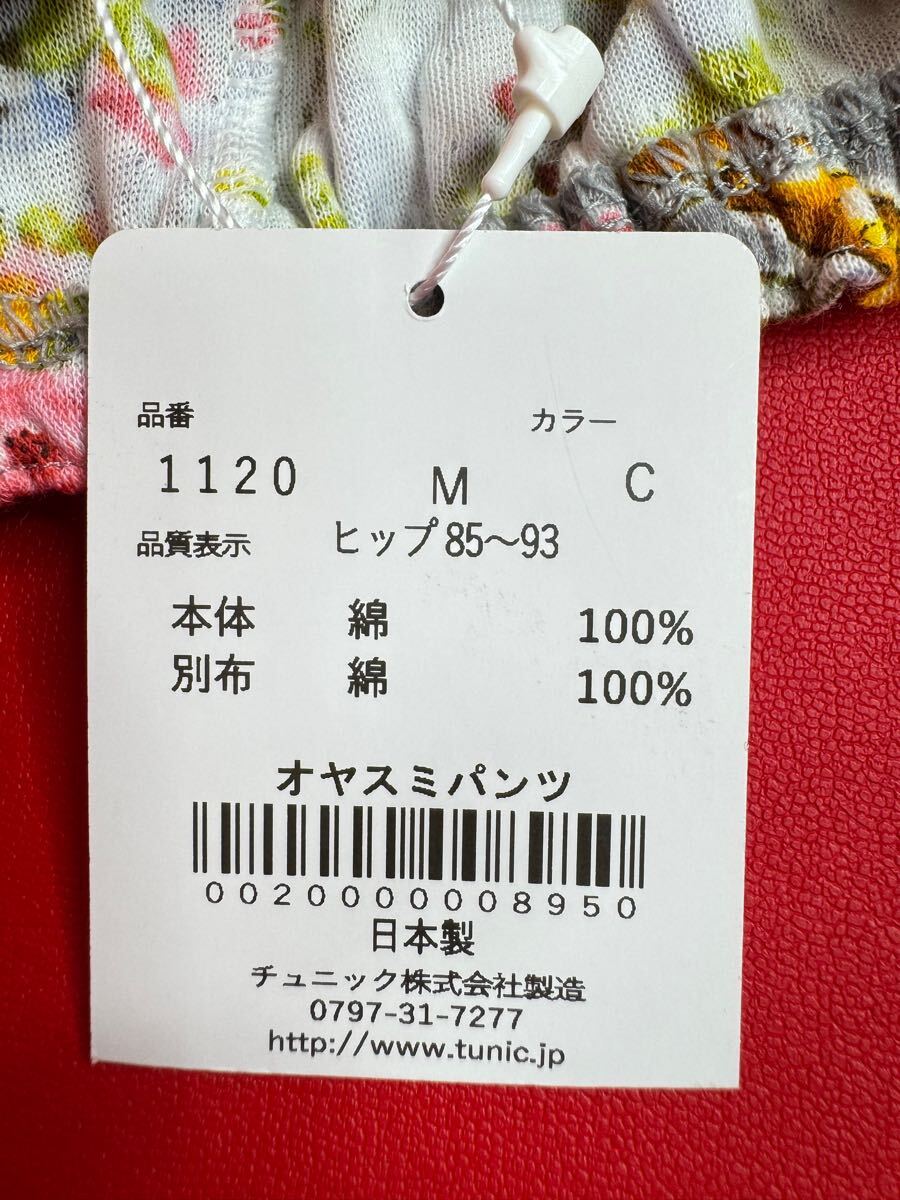 品番 カラー
1120 M C
品質表示 ヒップ85〜93
本体 綿 100%
別布 綿 100%
オヤスミパンツ
0020000008950
日本製
チュニック株式会社製造
0797-31-7277
http://www.tunic.jp